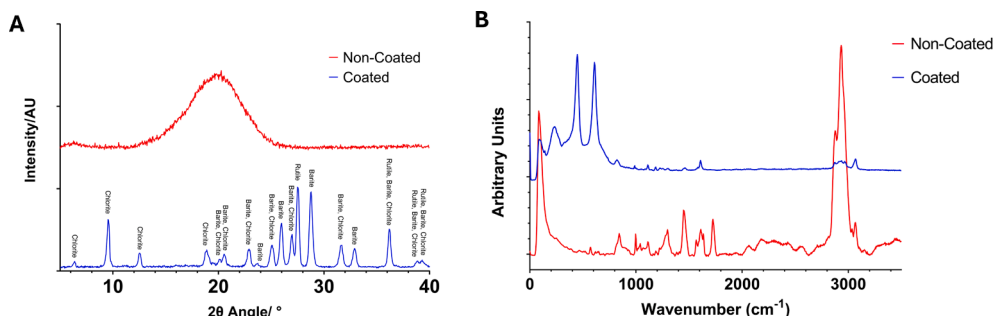 A
Non-Coated
Coated
Intensity/AU
Chlorite
Chlorite
Chlorite
Chlorite
Barite, Chlorite
Barite, Chlorite
Barite, Chlorite
Barite
Barite, Chlorite
Barite
Barite, Chlorite
Rutile
Barite
Barite, Chlorite
Barite
Rutile, Barite, Chlorite
Rutile, Barite, Chlorite
Barite, Chlorite
10
20
30
40
2θ Angle/ °
B
Non-Coated
Coated
Arbitrary Units
0
1000
2000
3000
Wavenumber (cm⁻¹)